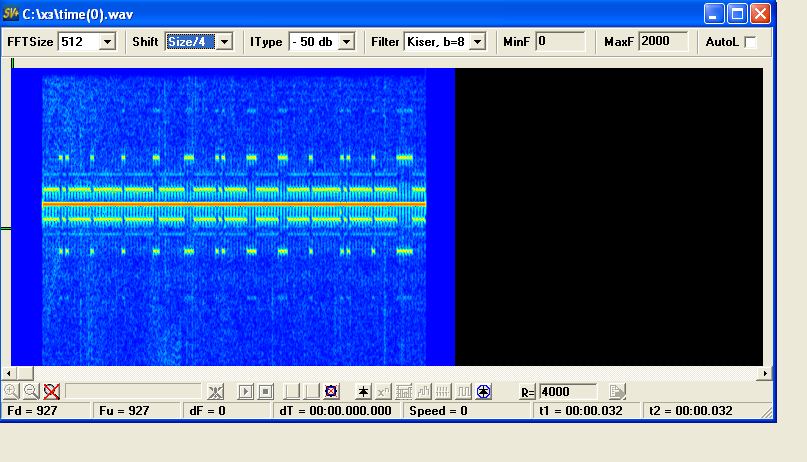 SV+ C:\xз\time(0).wav
FFTSize 512 Shift Size/4 IType - 50 db Filter Kiser, b=8 MinF 0 MaxF 2000 AutoL
R= 4000
Fd = 927 Fu = 927 dF = 0 dT = 00:00.000.000 Speed = 0 t1 = 00:00.032 t2 = 00:00.032